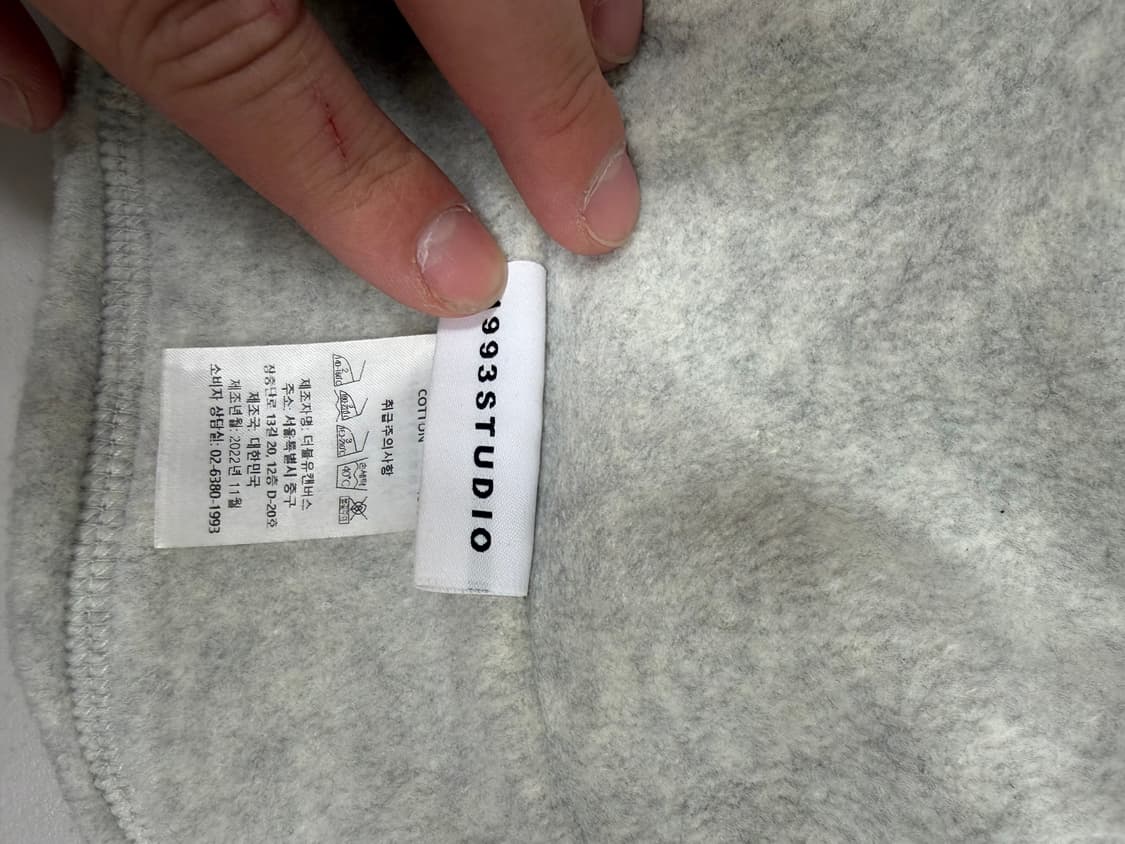 1993STUDIO
COTTON
취급주의사항
제조자명: 더블유캔버스
주소: 서울특별시 중구
장충단로 13길 20, 12층 D-20호
제조국: 대한민국
제조년월: 2022년 11월
소비자 상담실: 02-6380-1993